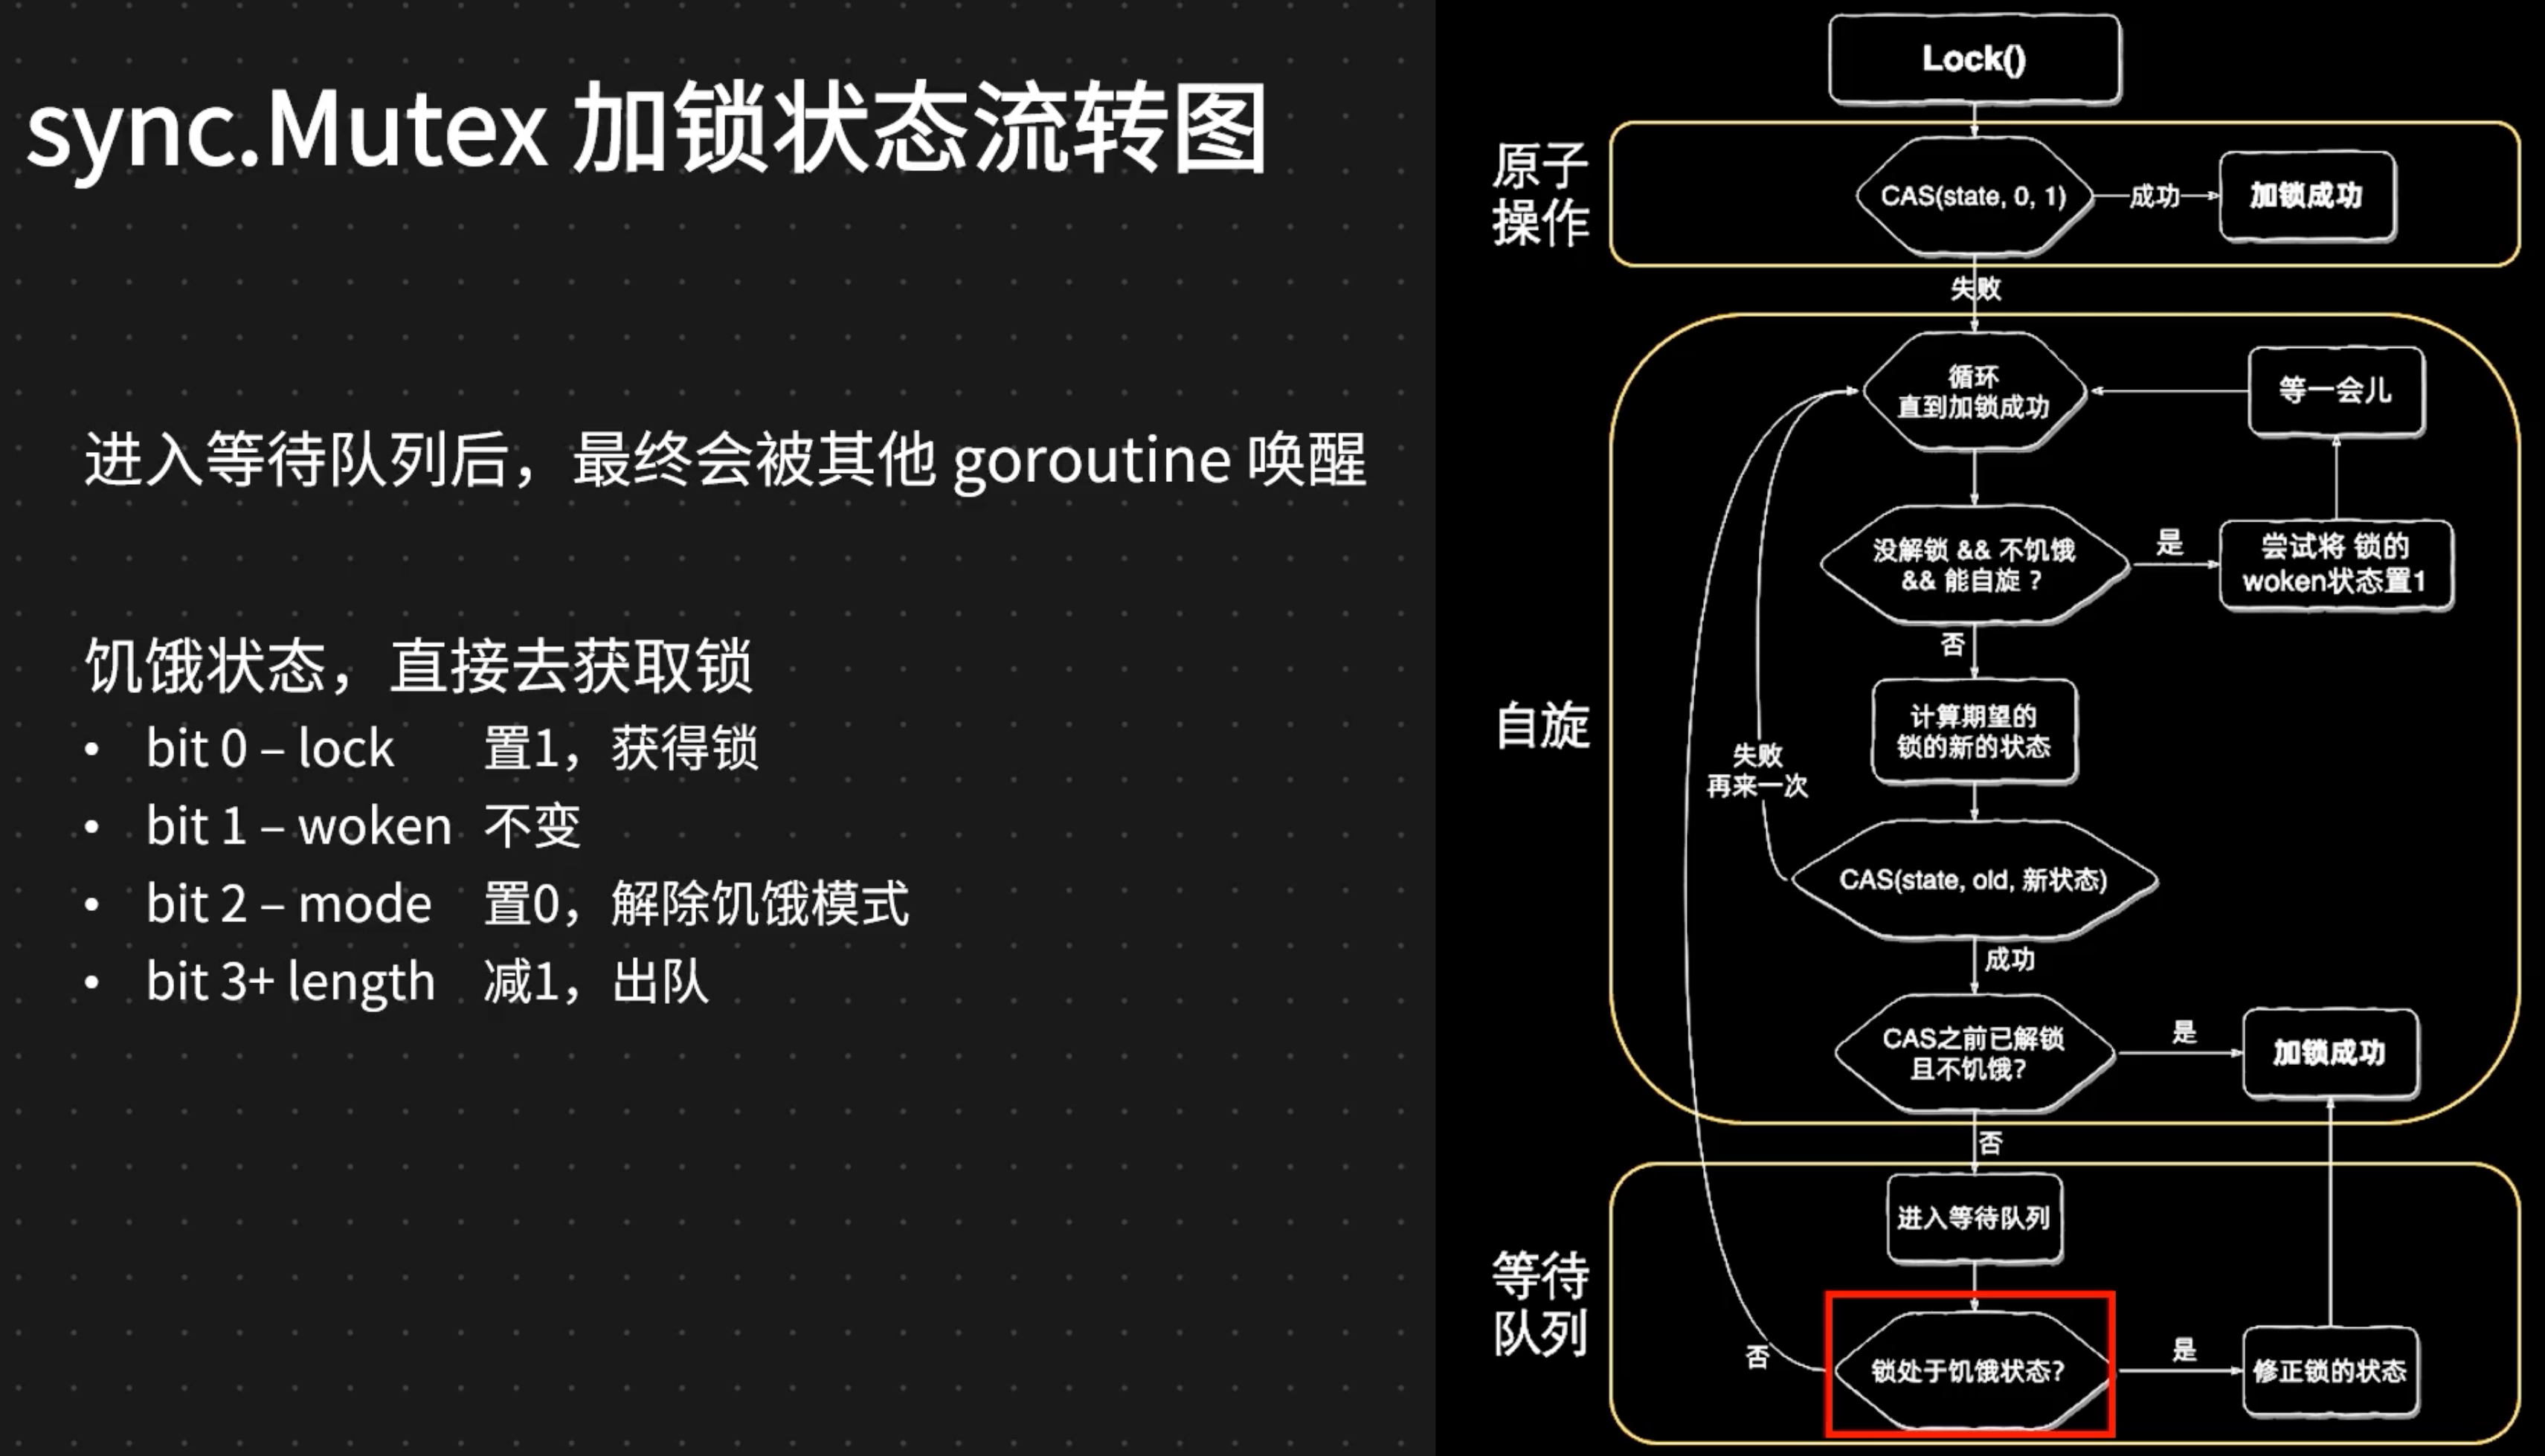 sync.Mutex 加锁状态流转图
进入等待队列后，最终会被其他 goroutine 唤醒
饥饿状态，直接去获取锁
• bit 0 – lock 置1，获得锁
• bit 1 – woken 不变
• bit 2 – mode 置0，解除饥饿模式
• bit 3+ length 减1，出队
Lock()
原子
操作
CAS(state, 0, 1)
成功
加锁成功
失败
自旋
循环
直到加锁成功
等一会儿
没解锁 && 不饥饿
&& 能自旋 ?
是
尝试将 锁的
woken状态置1
否
计算期望的
锁的新的状态
失败
再来一次
CAS(state, old, 新状态)
成功
CAS之前已解锁
且不饥饿?
是
加锁成功
否
等待
队列
进入等待队列
锁处于饥饿状态?
否
是
修正锁的状态